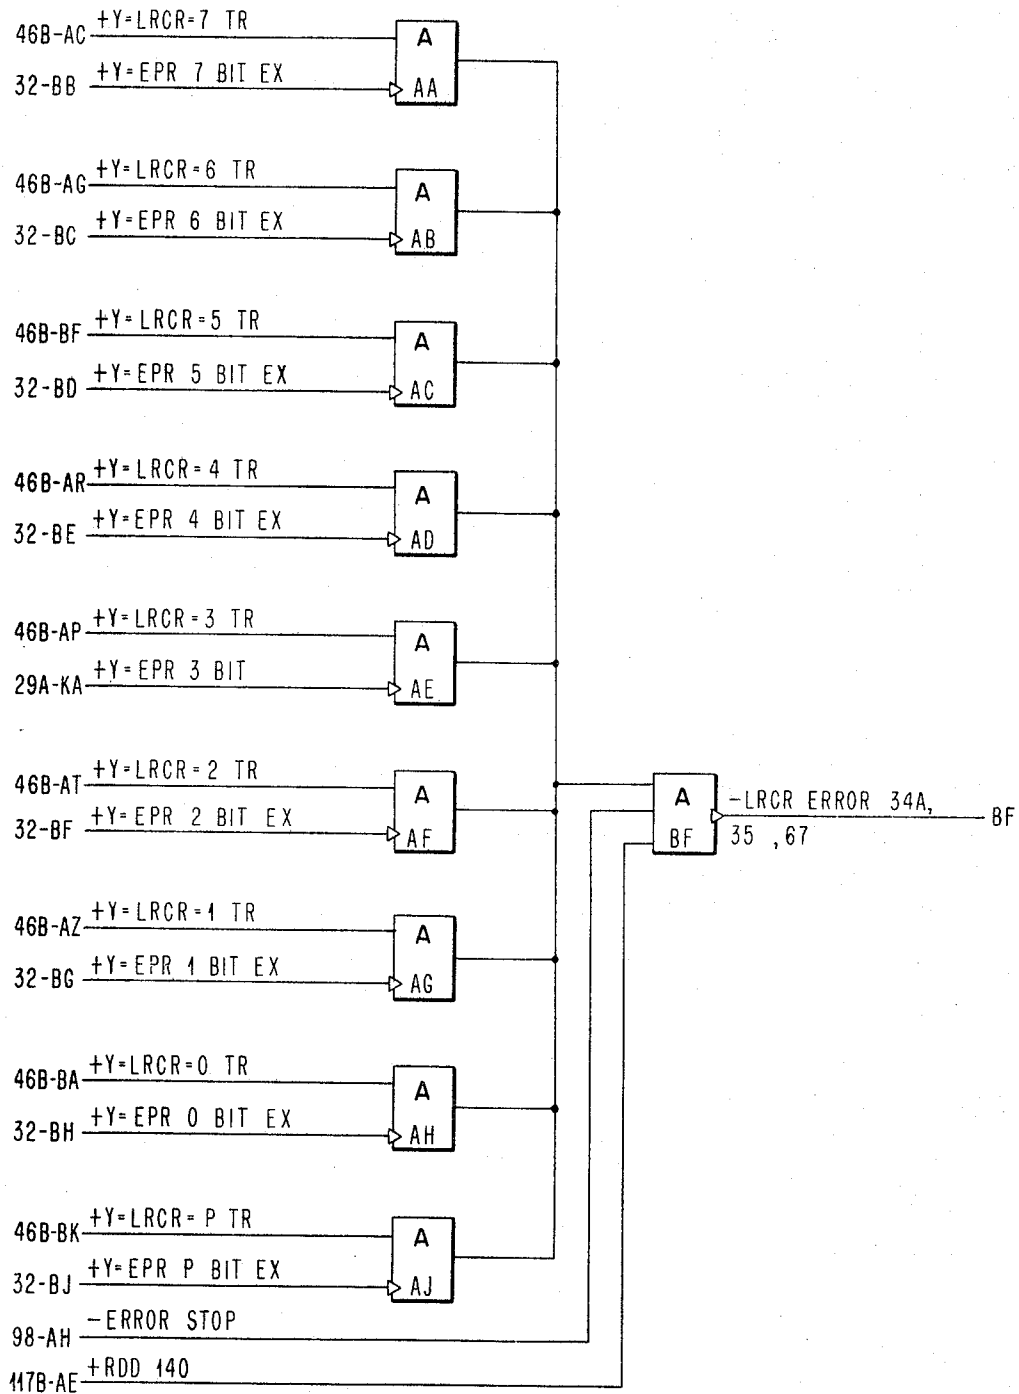 46B-AC +Y=LRCR=7 TR
A
32-BB +Y=EPR 7 BIT EX
AA
46B-AG +Y=LRCR=6 TR
A
32-BC +Y=EPR 6 BIT EX
AB
46B-BF +Y=LRCR=5 TR
A
32-BD +Y=EPR 5 BIT EX
AC
46B-AR +Y=LRCR=4 TR
A
32-BE +Y=EPR 4 BIT EX
AD
46B-AP +Y=LRCR=3 TR
A
29A-KA +Y=EPR 3 BIT
AE
46B-AT +Y=LRCR=2 TR
A
32-BF +Y=EPR 2 BIT EX
AF
A
BF
-LRCR ERROR 34A,
35 ,67
BF
46B-AZ +Y=LRCR=1 TR
A
32-BG +Y=EPR 1 BIT EX
AG
46B-BA +Y=LRCR=0 TR
A
32-BH +Y=EPR 0 BIT EX
AH
46B-BK +Y=LRCR=P TR
A
32-BJ +Y=EPR P BIT EX
AJ
98-AH -ERROR STOP
117B-AE +RDD 140